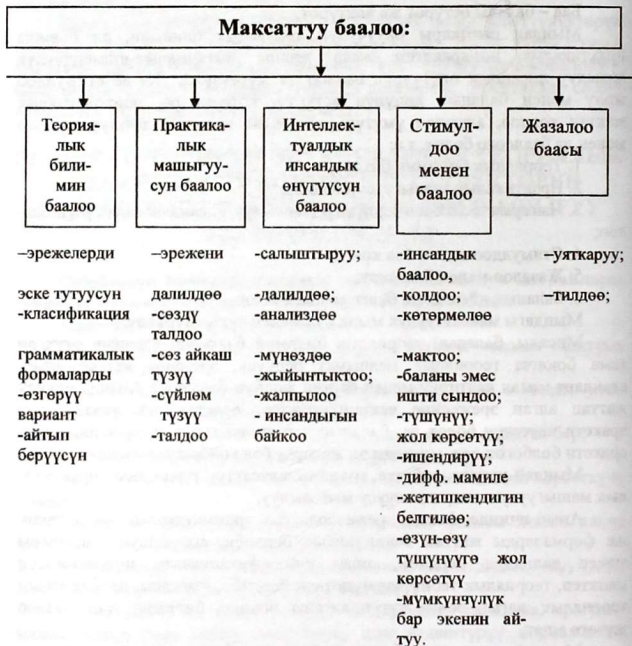 Максаттуу баалоо:
Теория-
лык
били-
мин
баалоо
Практика-
лык
машыгуу-
сун баалоо
Интеллек-
туалдык
инсандык
өнүгүүсүн
баалоо
Стимул-
доо
менен
баалоо
Жазалоо
баасы
–эрежелерди
эске тутуусун
-класификация
грамматикалык
формаларды
-өзгөрүү
вариант
-айтып
берүүсүн
–эрежени
далилдөө
-сөздү
талдоо
-сөз айкаш
түзүү
-сүйлөм
түзүү
-талдоо
-салыштыруу;
-далилдөө;
-анализдөө
-мүнөздөө
-жыйынтык ,
-жалпылоо
-инсандыгын
байкоо
-инсандык
баалоо,
-колдоо;
-көтөрмөлөө
-мактоо;
-баланы эмес
ишти сындоо;
жол көрсөтүү;
-ишендирүү;
-дифф. мамиле
-жетишкендигин
белгилөө;
-өзүн-өзү
түшүнүүгө жол
көрсөтүү
-мүмкүнчүлүк
бар экенин ай-
туу.
–уяткаруу;
–тилдөө;